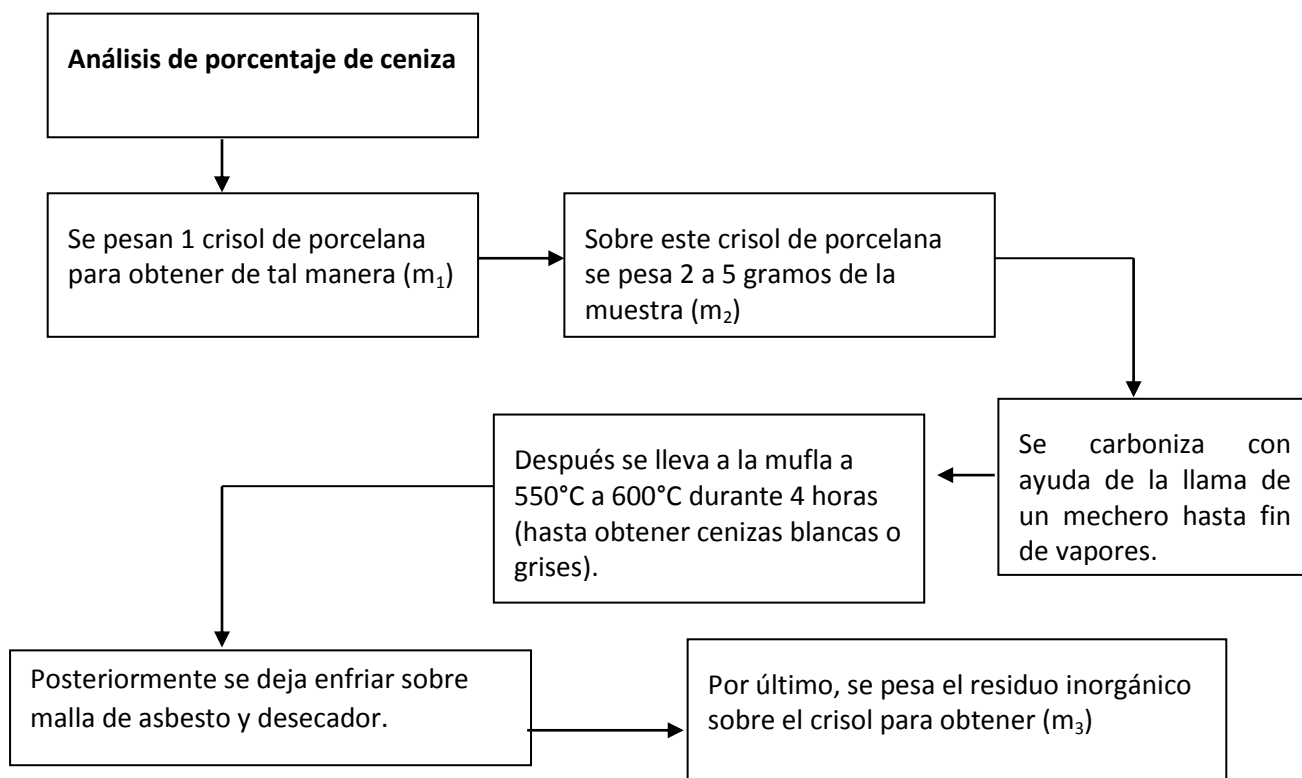 Análisis de porcentaje de ceniza
Se pesan 1 crisol de porcelana
para obtener de tal manera (m₁)
Sobre este crisol de porcelana
se pesa 2 a 5 gramos de la
muestra (m₂)
Se carboniza con
ayuda de la llama de
un mechero hasta fin
de vapores.
Después se lleva a la mufla a
550°C a 600°C durante 4 horas
(hasta obtener cenizas blancas o
grises).
Posteriormente se deja enfriar sobre
malla de asbesto y desecador.
Por último, se pesa el residuo inorgánico
sobre el crisol para obtener (m₃)